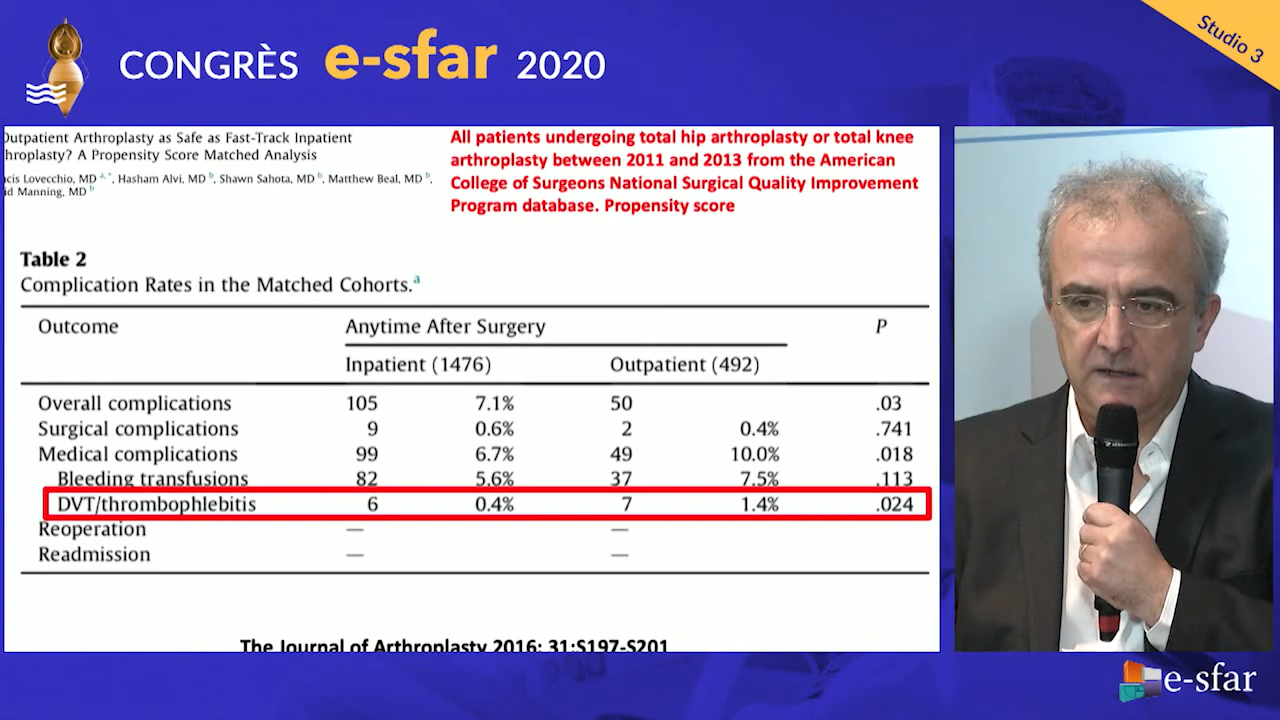 CONGRÈS e-sfar 2020
Studio 3
Outpatient Arthroplasty as Safe as Fast-Track Inpatient
hroplasty? A Propensity Score Matched Analysis
ncis Lovecchio, MD a, *, Hasham Alvi, MD b, Shawn Sahota, MD b, Matthew Beal, MD b,
id Manning, MD b
All patients undergoing total hip arthroplasty or total knee
arthroplasty between 2011 and 2013 from the American
College of Surgeons National Surgical Quality Improvement
Program database. Propensity score
Table 2
Complication Rates in the Matched Cohorts.a
Outcome Anytime After Surgery P
Inpatient (1476) Outpatient (492)
Overall complications 105 7.1% 50 .03
Surgical complications 9 0.6% 2 0.4% .741
Medical complications 99 6.7% 49 10.0% .018
Bleeding transfusions 82 5.6% 37 7.5% .113
DVT/thrombophlebitis 6 0.4% 7 1.4% .024
Reoperation — —
Readmission — —
The Journal of Arthroplasty 2016; 31:S197-S201
e-sfar